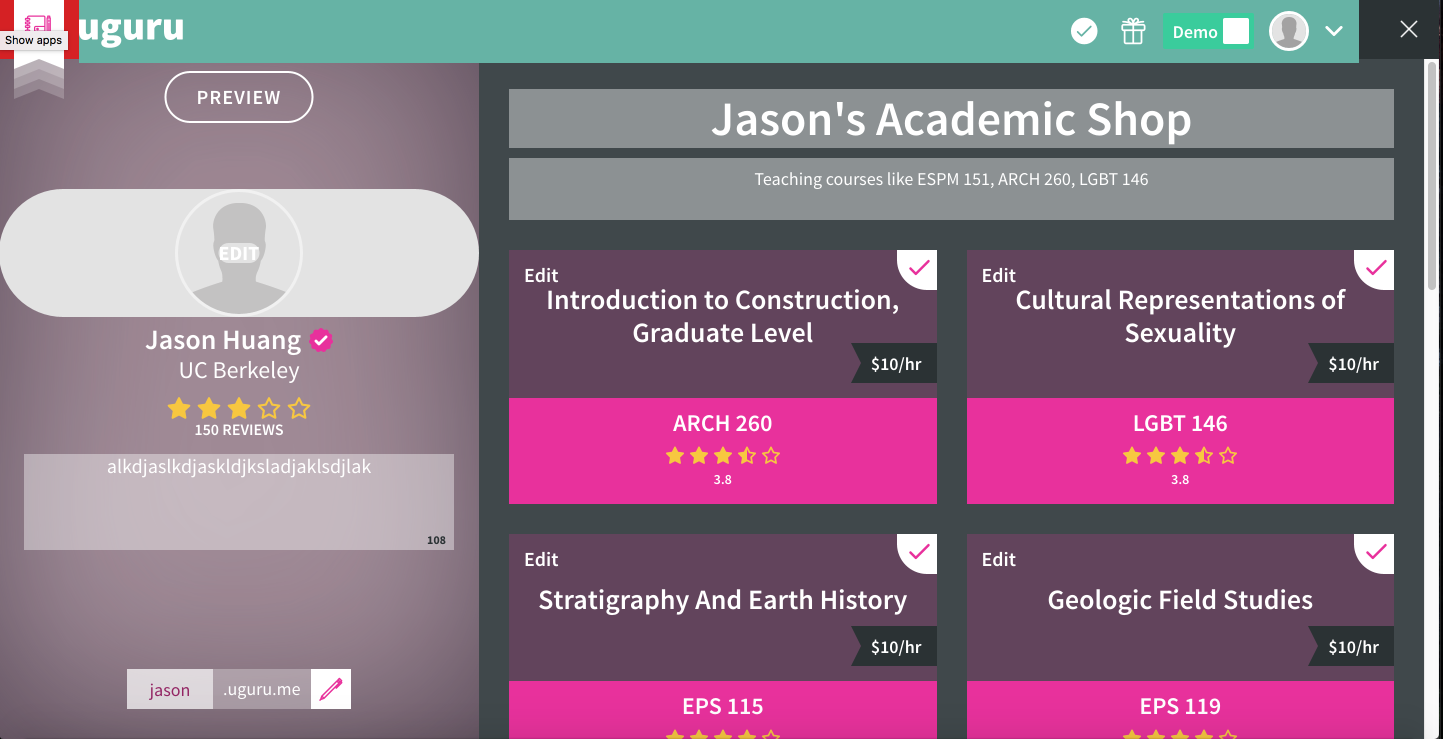 Show apps
uguru
Demo
PREVIEW
EDIT
Jason Huang
UC Berkeley
150 REVIEWS
alkdjaslkdjaskldjksladjaklsdjlak
108
jason .uguru.me
Jason's Academic Shop
Teaching courses like ESPM 151, ARCH 260, LGBT 146
Edit
Introduction to Construction,
Graduate Level
$10/hr
ARCH 260
3.8
Edit
Cultural Representations of
Sexuality
$10/hr
LGBT 146
3.8
Edit
Stratigraphy And Earth History
$10/hr
EPS 115
Edit
Geologic Field Studies
$10/hr
EPS 119